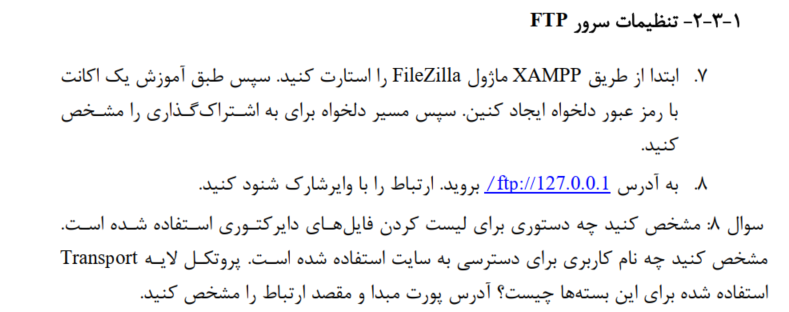 ۱-۳-۲- تنظیمات سرور FTP
۷. ابتدا از طریق XAMPP ماژول FileZilla را استارت کنید. سپس طبق آموزش یک اکانت
با رمز عبور دلخواه ایجاد کنین. سپس مسیر دلخواه برای به اشتراک‌گذاری را مشخص
کنید.
۸. به آدرس ftp://127.0.0.1/ بروید. ارتباط را با وایرشارک شنود کنید.
سوال ۸: مشخص کنید چه دستوری برای لیست کردن فایل‌های دایرکتوری استفاده شده است.
مشخص کنید چه نام کاربری برای دسترسی به سایت استفاده شده است. پروتکل لایه Transport
استفاده شده برای این بسته‌ها چیست؟ آدرس پورت مبدا و مقصد ارتباط را مشخص کنید.